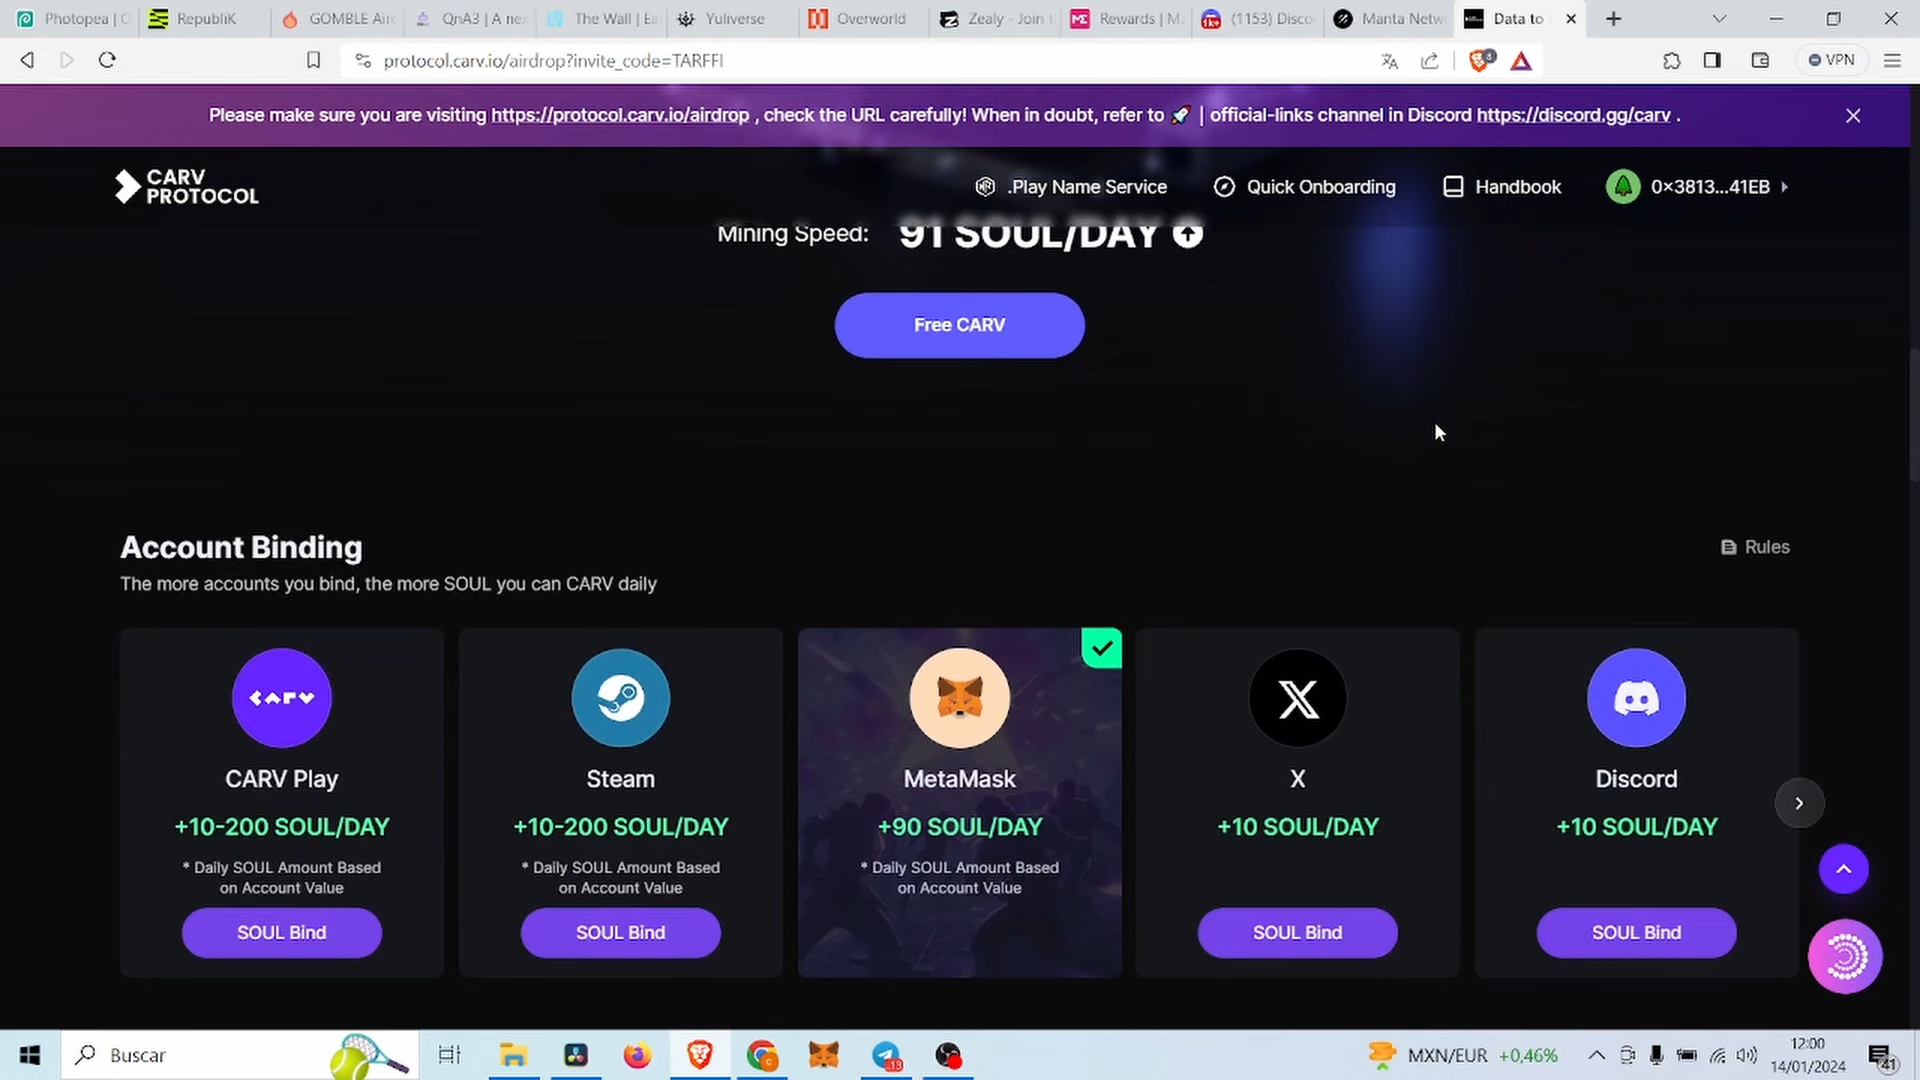 Photopea | O
RepubliK
GOMBLE Air
QnA3 | A ne
The Wall | Ea
Yuliverse
Overworld
Zealy - Join t
Rewards | M
(1153) Disco
Manta Netw
Data to
protocol.carv.io/airdrop?invite_code=TARFFI
8
VPN
Please make sure you are visiting https://protocol.carv.io/airdrop , check the URL carefully! When in doubt, refer to 🚀 | official-links channel in Discord https://discord.gg/carv .
CARV
PROTOCOL
.Play Name Service
Quick Onboarding
Handbook
0×3813...41EB
Mining Speed:
91 SOUL/DAY
Free CARV
Account Binding
Rules
The more accounts you bind, the more SOUL you can CARV daily
CARV Play
+10-200 SOUL/DAY
* Daily SOUL Amount Based
on Account Value
SOUL Bind
Steam
+10-200 SOUL/DAY
* Daily SOUL Amount Based
on Account Value
SOUL Bind
MetaMask
+90 SOUL/DAY
* Daily SOUL Amount Based
on Account Value
X
+10 SOUL/DAY
SOUL Bind
Discord
+10 SOUL/DAY
SOUL Bind
Buscar
MXN/EUR +0,46%
12:00
14/01/2024
41